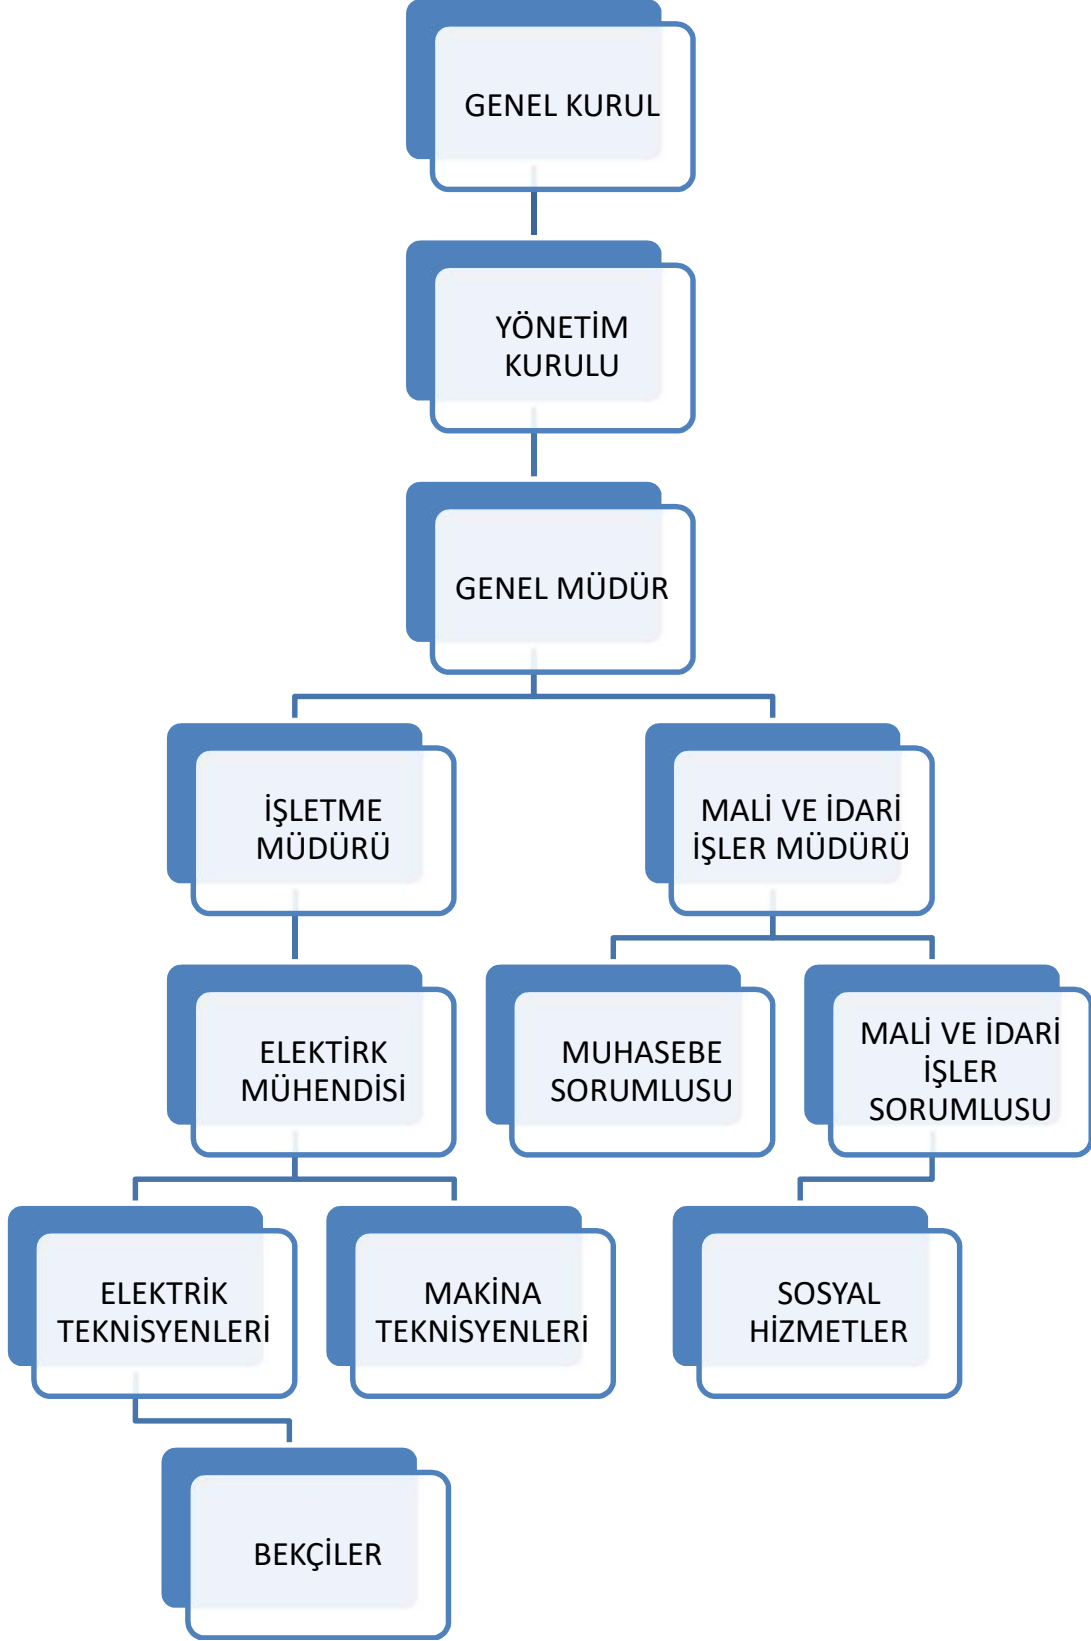 GENEL KURUL
YÖNETİM
KURULU
GENEL MÜDÜR
İŞLETME
MÜDÜRÜ
MALİ VE İDARİ
İŞLER MÜDÜRÜ
ELEKTİRK
MÜHENDİSİ
MUHASEBE
SORUMLUSU
MALİ VE İDARİ
İŞLER
SORUMLUSU
ELEKTRİK
TEKNİSYENLERİ
MAKİNA
TEKNİSYENLERİ
SOSYAL
HİZMETLER
BEKÇİLER